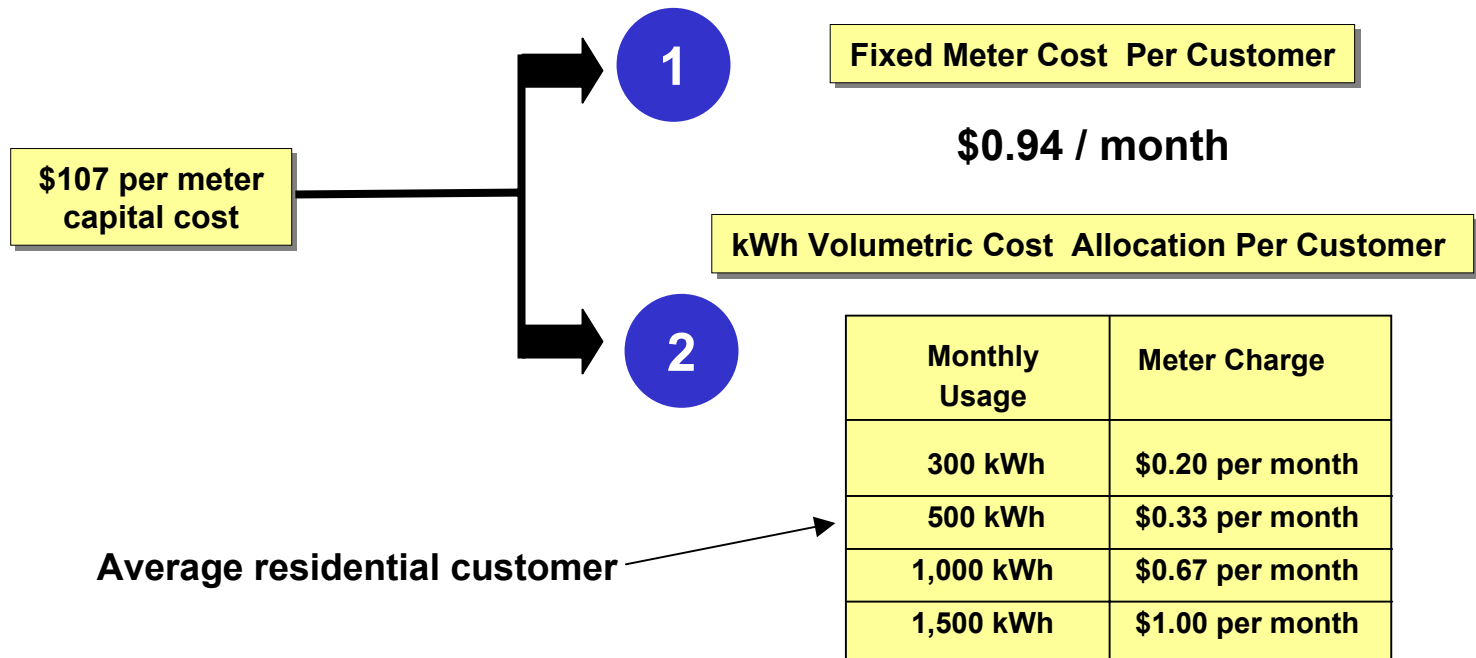 $107 per meter
capital cost
1
Fixed Meter Cost Per Customer
$0.94 / month
kWh Volumetric Cost Allocation Per Customer
2
Monthly
Usage
Meter Charge
300 kWh $0.20 per month
500 kWh $0.33 per month
1,000 kWh $0.67 per month
1,500 kWh $1.00 per month
Average residential customer